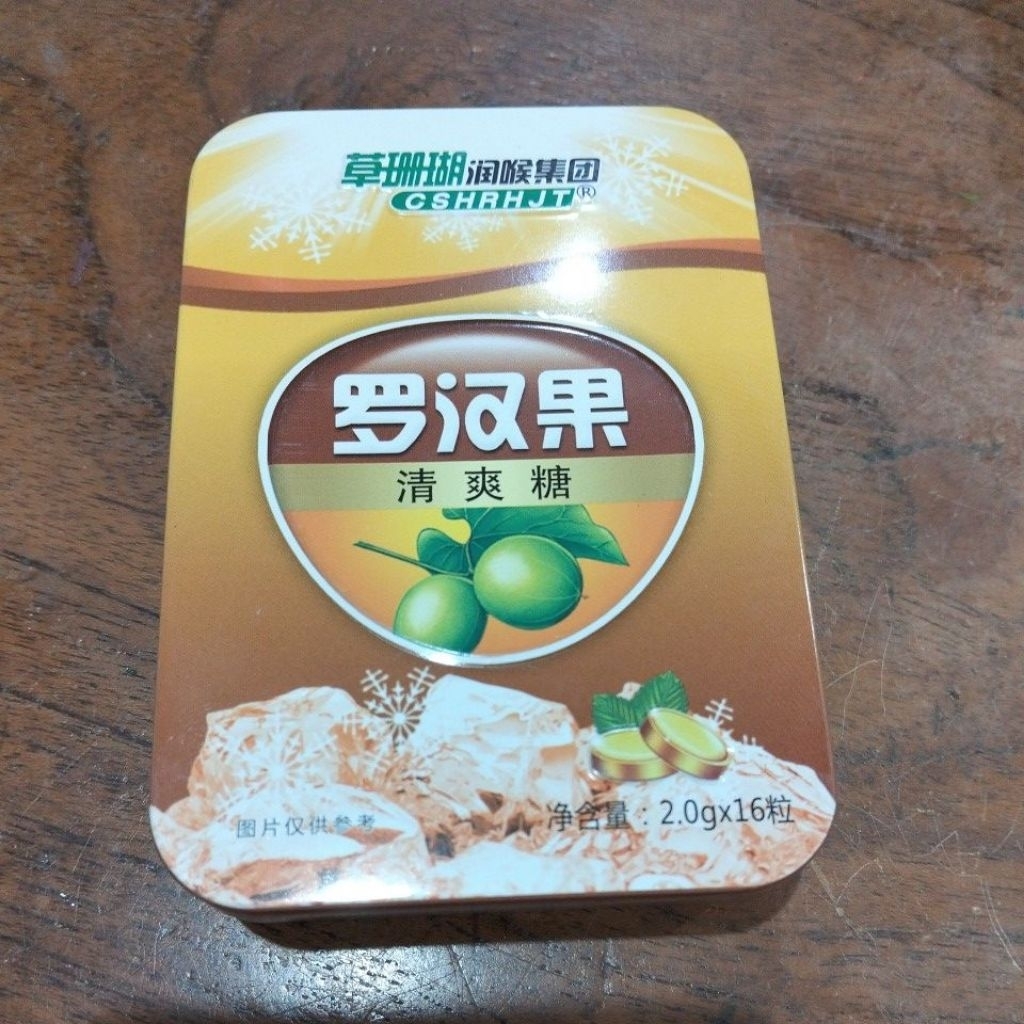 草珊瑚润喉集团
CSHRHJT®
罗汉果
清爽糖
图片仅供参考
净含量：2.0gx16粒